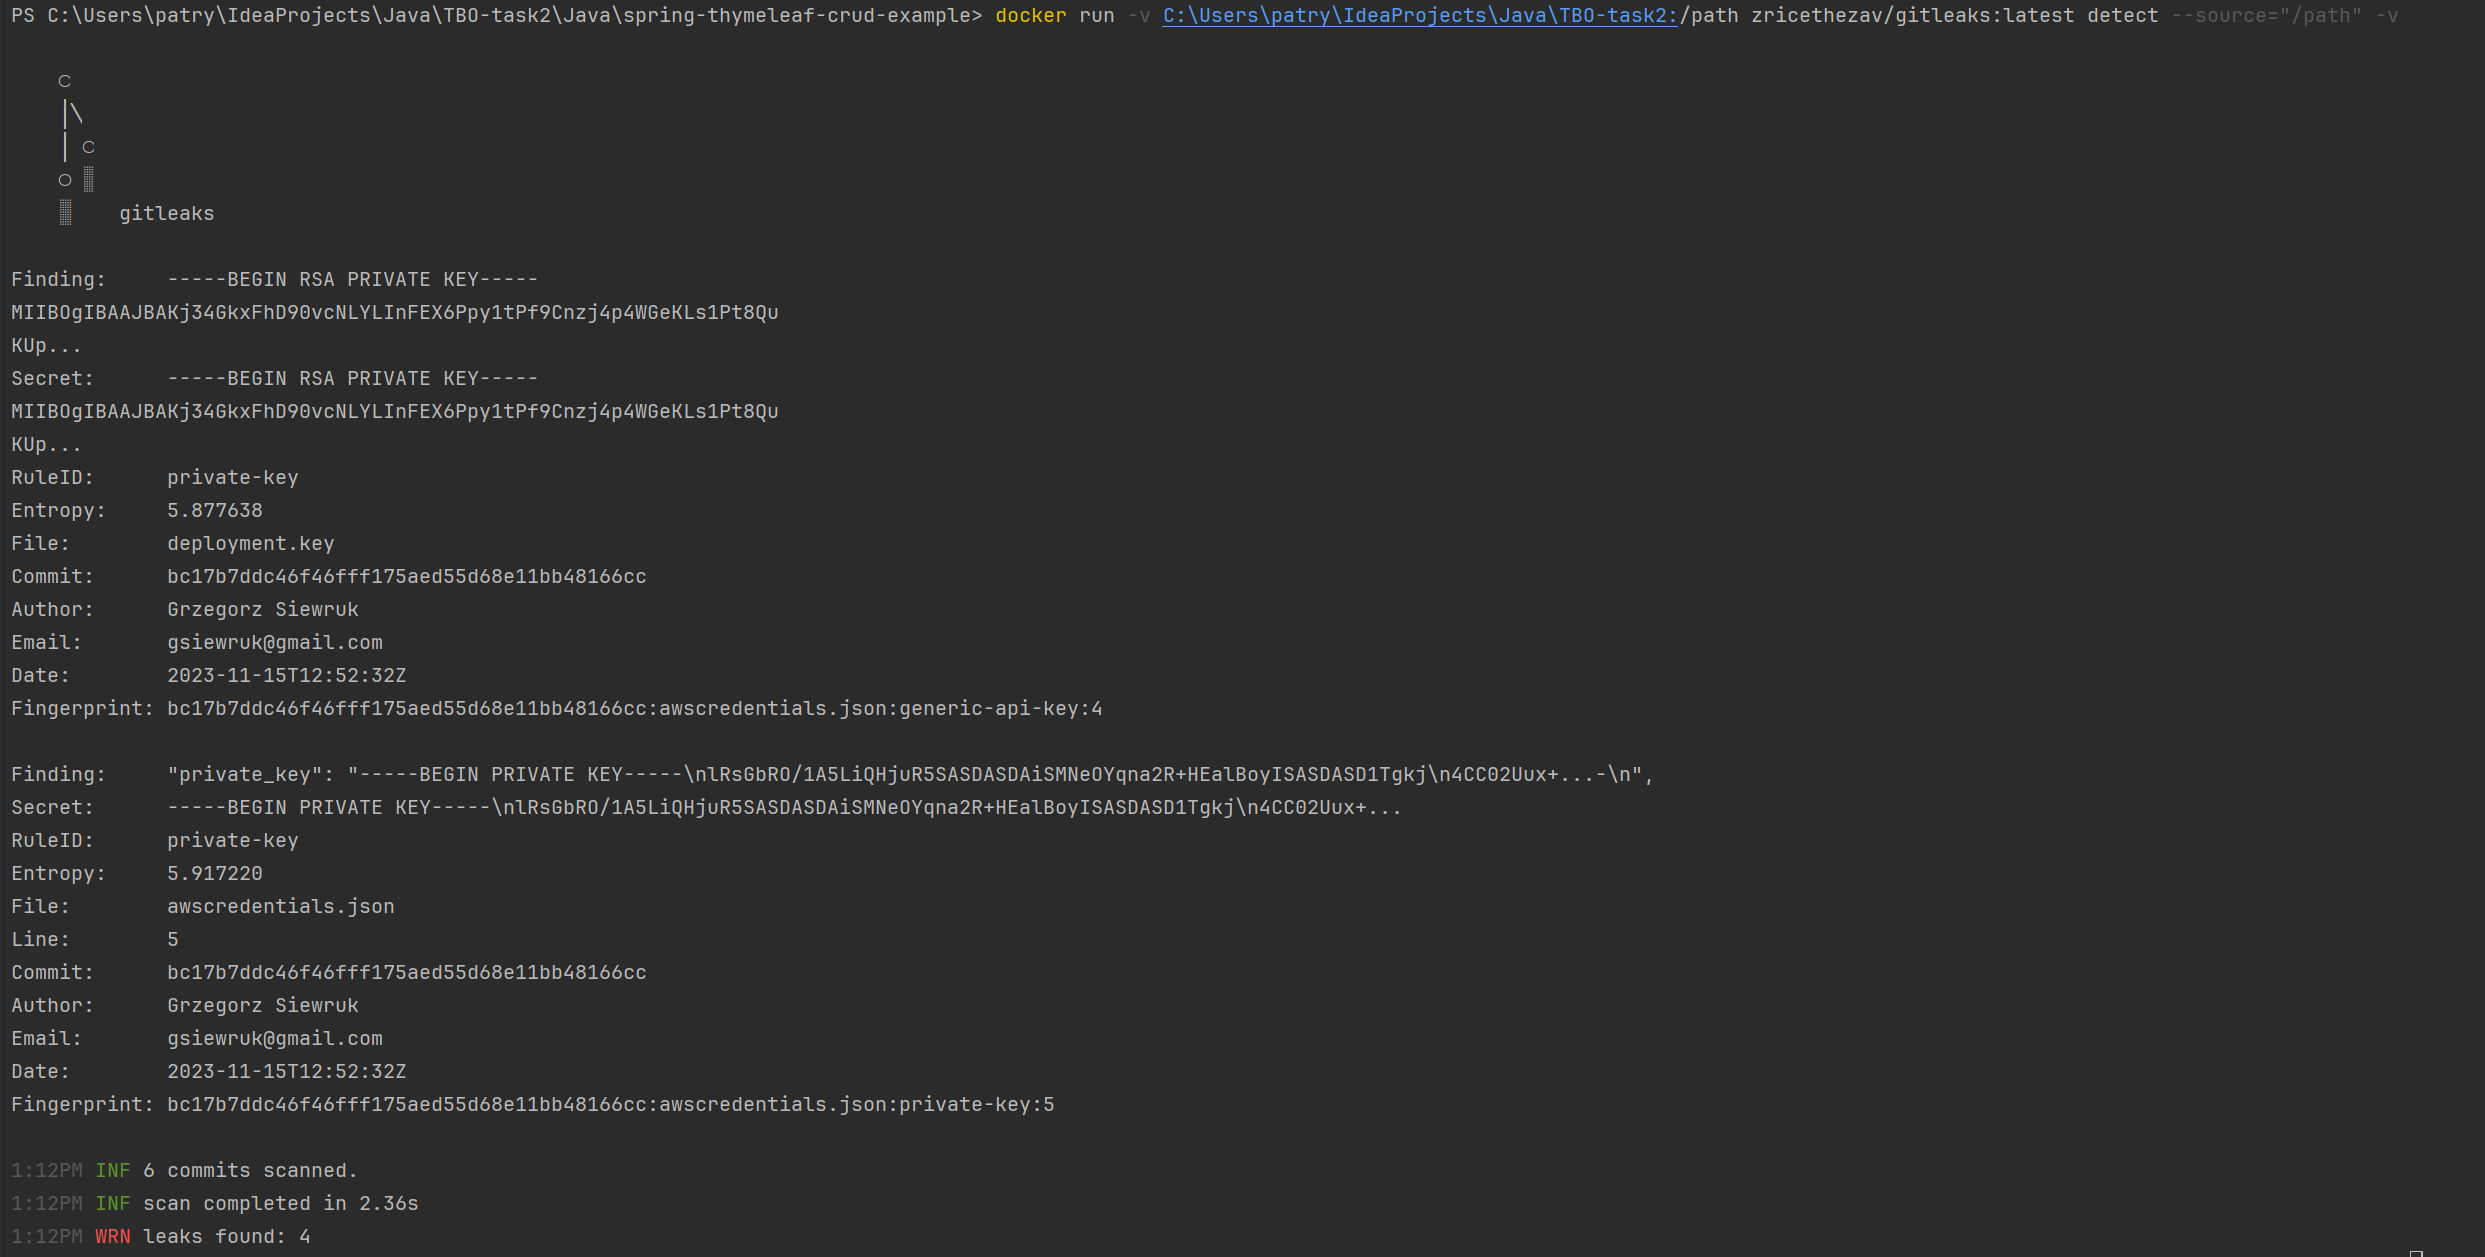 PS C:\Users\patry\IdeaProjects\Java\TBO-task2\Java\spring-thymeleaf-crud-example> docker run -v C:\Users\patry\IdeaProjects\Java\TBO-task2:/path zricethezav/gitleaks:latest detect --source="/path" -v
○
│╲
│ ○
○ ░
░    gitleaks
Finding:     -----BEGIN RSA PRIVATE KEY-----
MIIBOgIBAAJBAKj34GkxFhD90vcNLYLInFEX6Ppy1tPf9Cnzj4p4WGeKLs1Pt8Qu
KUp...
Secret:      -----BEGIN RSA PRIVATE KEY-----
MIIBOgIBAAJBAKj34GkxFhD90vcNLYLInFEX6Ppy1tPf9Cnzj4p4WGeKLs1Pt8Qu
KUp...
RuleID:      private-key
Entropy:     5.877638
File:        deployment.key
Commit:      bc17b7ddc46f46fff175aed55d68e11bb48166cc
Author:      Grzegorz Siewruk
Email:       gsiewruk@gmail.com
Date:        2023-11-15T12:52:32Z
Fingerprint: bc17b7ddc46f46fff175aed55d68e11bb48166cc:awscredentials.json:generic-api-key:4
Finding:     "private_key": "-----BEGIN PRIVATE KEY-----\nlRsGbRO/1A5LiQHjuR5SASDASDAiSMNeOYqna2R+HEalBoyISASDASD1Tgkj\n4CC02Uux+...-\n",
Secret:      -----BEGIN PRIVATE KEY-----\nlRsGbRO/1A5LiQHjuR5SASDASDAiSMNeOYqna2R+HEalBoyISASDASD1Tgkj\n4CC02Uux+...
RuleID:      private-key
Entropy:     5.917220
File:        awscredentials.json
Line:        5
Commit:      bc17b7ddc46f46fff175aed55d68e11bb48166cc
Author:      Grzegorz Siewruk
Email:       gsiewruk@gmail.com
Date:        2023-11-15T12:52:32Z
Fingerprint: bc17b7ddc46f46fff175aed55d68e11bb48166cc:awscredentials.json:private-key:5
1:12PM INF 6 commits scanned.
1:12PM INF scan completed in 2.36s
1:12PM WRN leaks found: 4